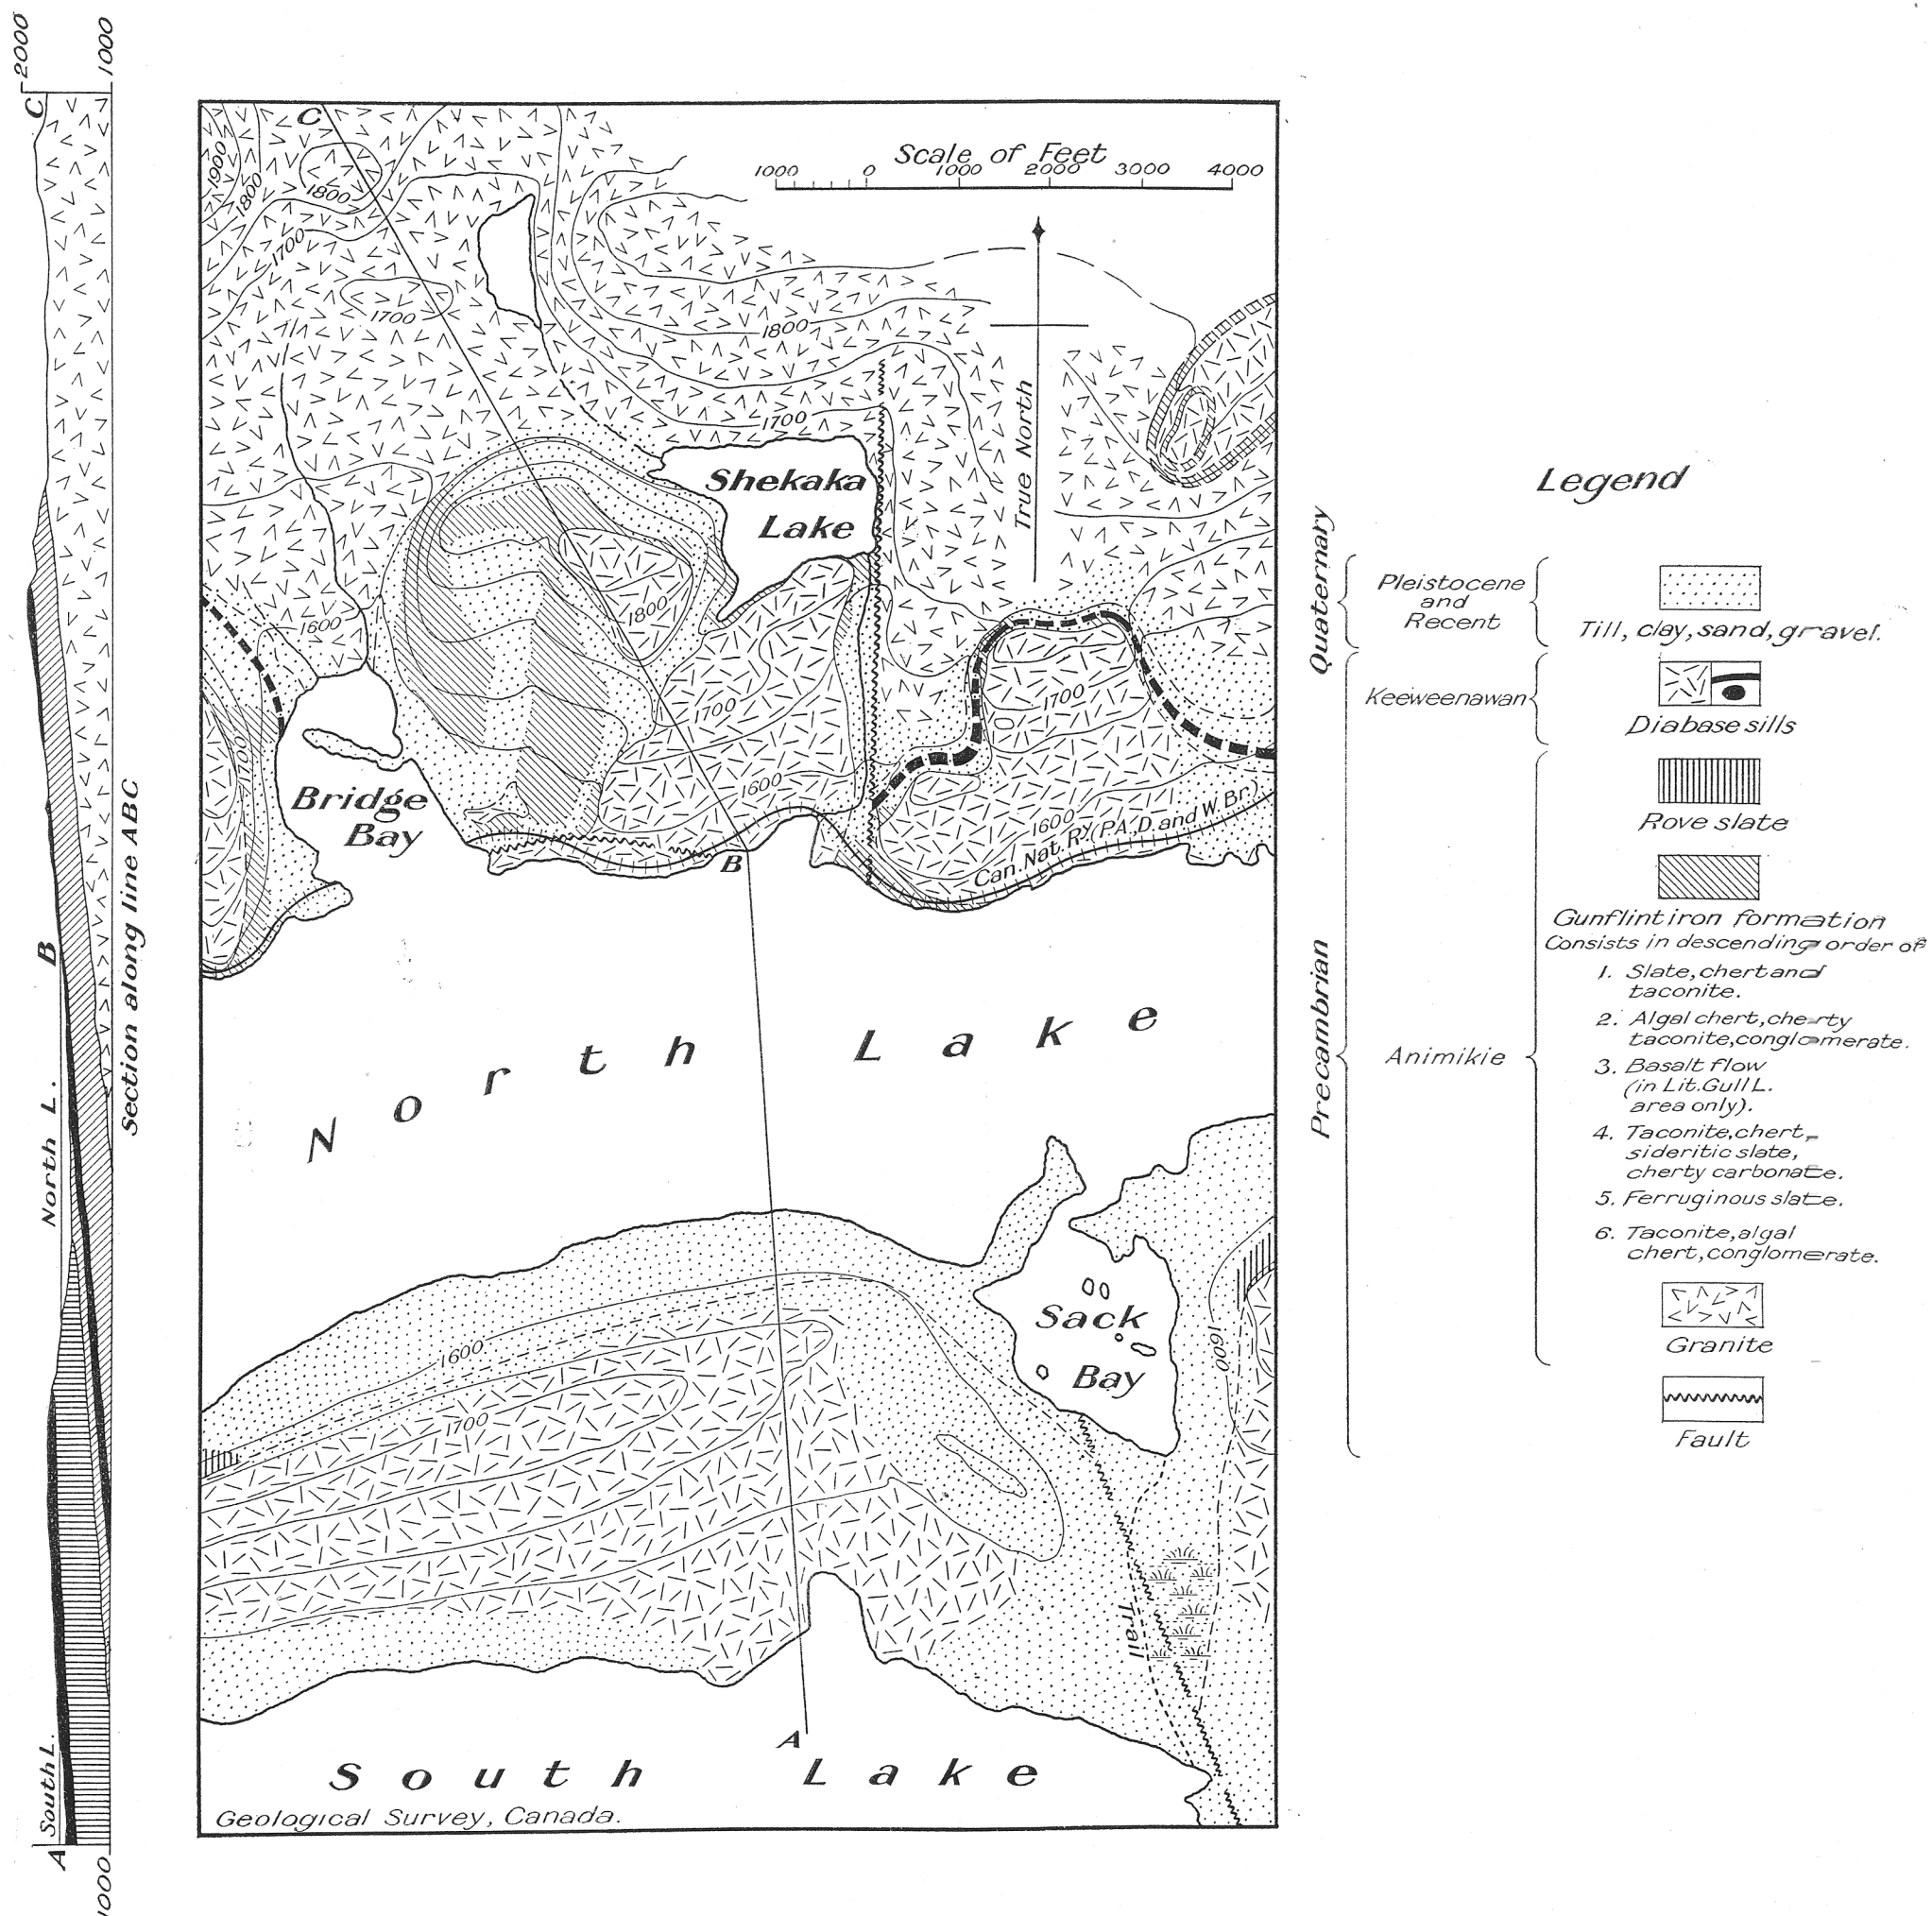 2000
1000
C
B
North L.
South L.
A
1000
Section along line ABC
C
Scale of Feet
1000 0 1000 2000 3000 4000
1900
1800
1800
1700
1700
1800
True North
1700
Shekaka
Lake
1600
1800
1700
1700
1700
1600
Bridge
Bay
1600
Can. Nat. Ry (P.A., D. and W. Br.)
B
North Lake
Sack
Bay
1600
1600
1700
Trail
A
South Lake
Geological Survey, Canada.
Legend
Quaternary
Pleistocene
and
Recent
Till, clay, sand, gravel.
Keeweenawan
Diabase sills
Precambrian
Animikie
Rove slate
Gunflint iron formation
Consists in descending order of
1. Slate, chert and
taconite.
2. Algal chert, cherty
taconite, conglomerate.
3. Basalt flow
(in Lit. Gull L.
area only).
4. Taconite, chert,
sideritic slate,
cherty carbonate.
5. Ferruginous slate.
6. Taconite, algal
chert, conglomerate.
Granite
Fault